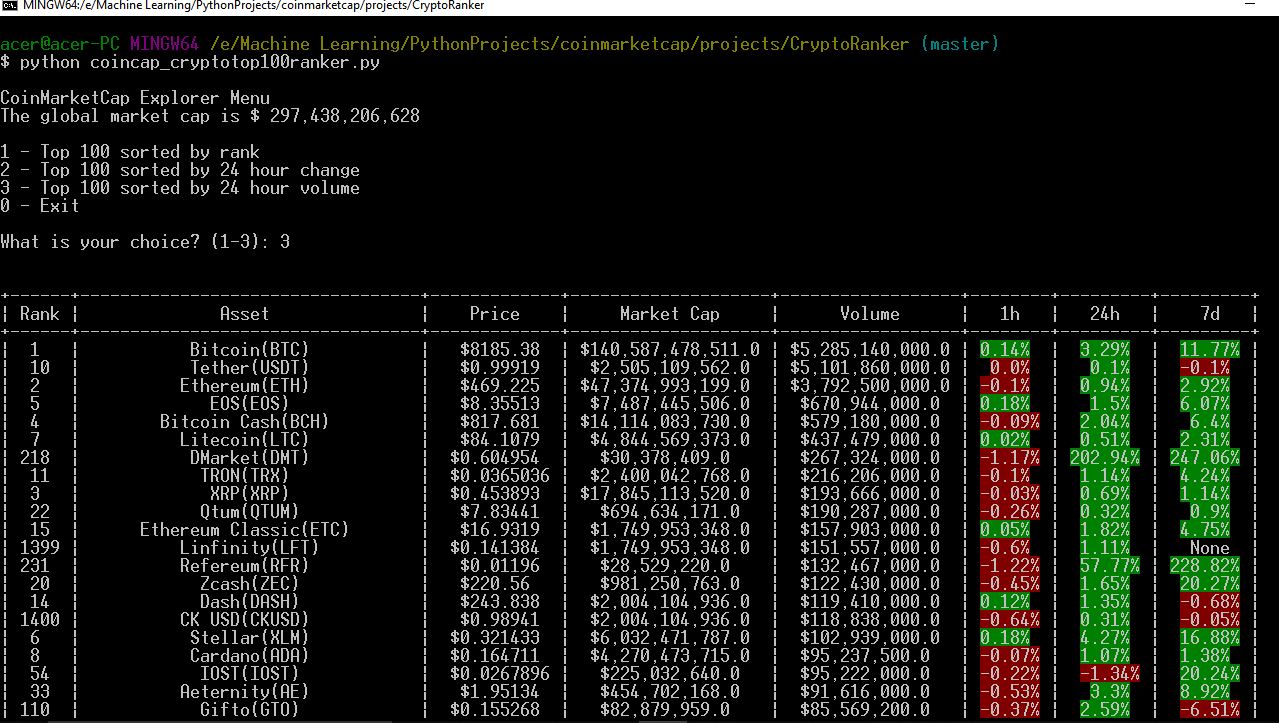 MINGW64:/e/Machine Learning/PythonProjects/coinmarketcap/projects/CryptoRanker
acer@acer-PC MINGW64 /e/Machine Learning/PythonProjects/coinmarketcap/projects/CryptoRanker (master)
$ python coincap_cryptotop100ranker.py
CoinMarketCap Explorer Menu
The global market cap is $ 297,438,206,628
1 - Top 100 sorted by rank
2 - Top 100 sorted by 24 hour change
3 - Top 100 sorted by 24 hour volume
0 - Exit
What is your choice? (1-3): 3
| Rank | Asset | Price | Market Cap | Volume | 1h | 24h | 7d |
| 1 | Bitcoin(BTC) | $8185.38 | $140,587,478,511.0 | $5,285,140,000.0 | 0.14% | 3.29% | 11.77% |
| 10 | Tether(USDT) | $0.99919 | $2,505,109,562.0 | $5,101,860,000.0 | 0.0% | 0.1% | -0.1% |
| 2 | Ethereum(ETH) | $469.225 | $47,374,993,199.0 | $3,792,500,000.0 | -0.1% | 0.94% | 2.92% |
| 5 | EOS(EOS) | $8.35513 | $7,487,445,506.0 | $670,944,000.0 | 0.18% | 1.5% | 6.07% |
| 4 | Bitcoin Cash(BCH) | $817.681 | $14,114,083,730.0 | $579,180,000.0 | -0.09% | 2.04% | 6.4% |
| 7 | Litecoin(LTC) | $84.1079 | $4,844,569,373.0 | $437,479,000.0 | 0.02% | 0.51% | 2.31% |
| 218 | DMarket(DMT) | $0.604954 | $30,378,409.0 | $267,324,000.0 | -1.17% | 202.94% | 247.06% |
| 11 | TRON(TRX) | $0.0365036 | $2,400,042,768.0 | $216,206,000.0 | -0.1% | 1.14% | 4.24% |
| 3 | XRP(XRP) | $0.453893 | $17,845,113,520.0 | $193,666,000.0 | -0.03% | 0.69% | 1.14% |
| 22 | Qtum(QTUM) | $7.83441 | $694,634,171.0 | $190,287,000.0 | -0.26% | 0.32% | 0.9% |
| 15 | Ethereum Classic(ETC) | $16.9319 | $1,749,953,348.0 | $157,903,000.0 | 0.05% | 1.82% | 4.75% |
| 1399 | Linfinity(LFT) | $0.141384 | $1,749,953,348.0 | $151,557,000.0 | -0.6% | 1.11% | None |
| 231 | Refereum(RFR) | $0.01196 | $28,529,220.0 | $132,467,000.0 | -1.22% | 57.77% | 228.82% |
| 20 | Zcash(ZEC) | $220.56 | $981,250,763.0 | $122,430,000.0 | -0.45% | 1.65% | 20.27% |
| 14 | Dash(DASH) | $243.838 | $2,004,104,936.0 | $119,410,000.0 | 0.12% | 1.35% | -0.68% |
| 1400 | CK USD(CKUSD) | $0.98941 | $2,004,104,936.0 | $118,838,000.0 | -0.64% | 0.31% | -0.05% |
| 6 | Stellar(XLM) | $0.321433 | $6,032,471,787.0 | $102,939,000.0 | 0.18% | 4.27% | 16.88% |
| 8 | Cardano(ADA) | $0.164711 | $4,270,473,715.0 | $95,237,500.0 | -0.07% | 1.07% | 1.38% |
| 54 | IOST(IOST) | $0.0267896 | $225,032,640.0 | $95,222,000.0 | -0.22% | -1.34% | 20.24% |
| 33 | Aeternity(AE) | $1.95134 | $454,702,168.0 | $91,616,000.0 | -0.53% | 3.3% | 8.92% |
| 110 | Gifto(GTO) | $0.155268 | $82,879,959.0 | $85,569,200.0 | -0.37% | 2.59% | -6.51% |